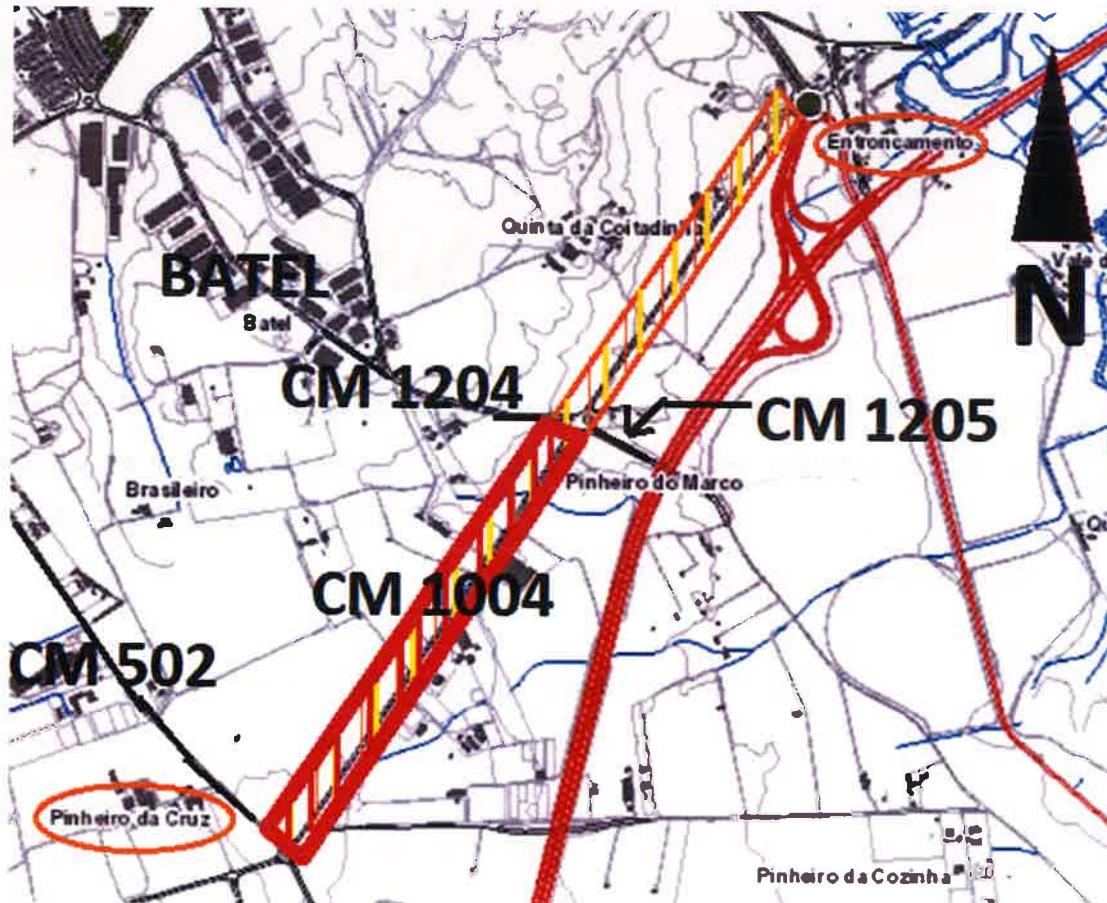 Entroncamento
Quinta da Coitadinha
Vale d
N
BATEL
Batel
CM 1204
CM 1205
Pinheiro do Marco
Brasileiro
CM 1004
CM 502
Pinheiro da Cruz
Pinheiro da Cozinha